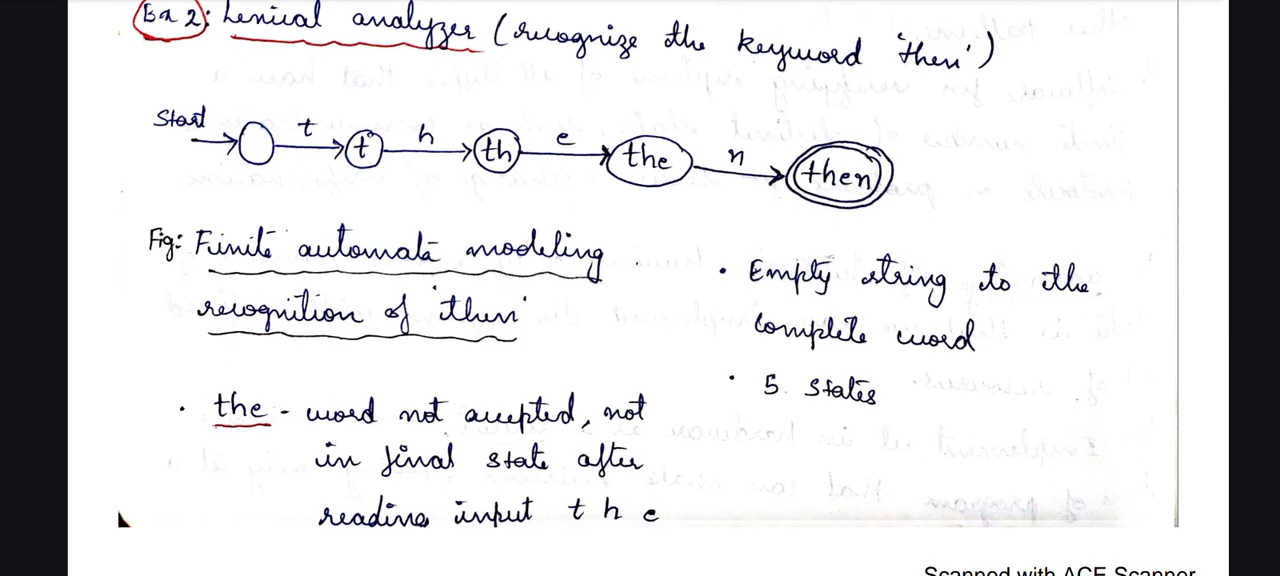 Ex 2: Lexical analyzer (recognize the keyword 'then')
Start t h e n
t th the then
Fig: Finite automata modeling
recognition of 'then'
• Empty string to the
complete word
• 5 states
• the - word not accepted, not
in final state after
reading input t h e
Scanned with ACE Scanner